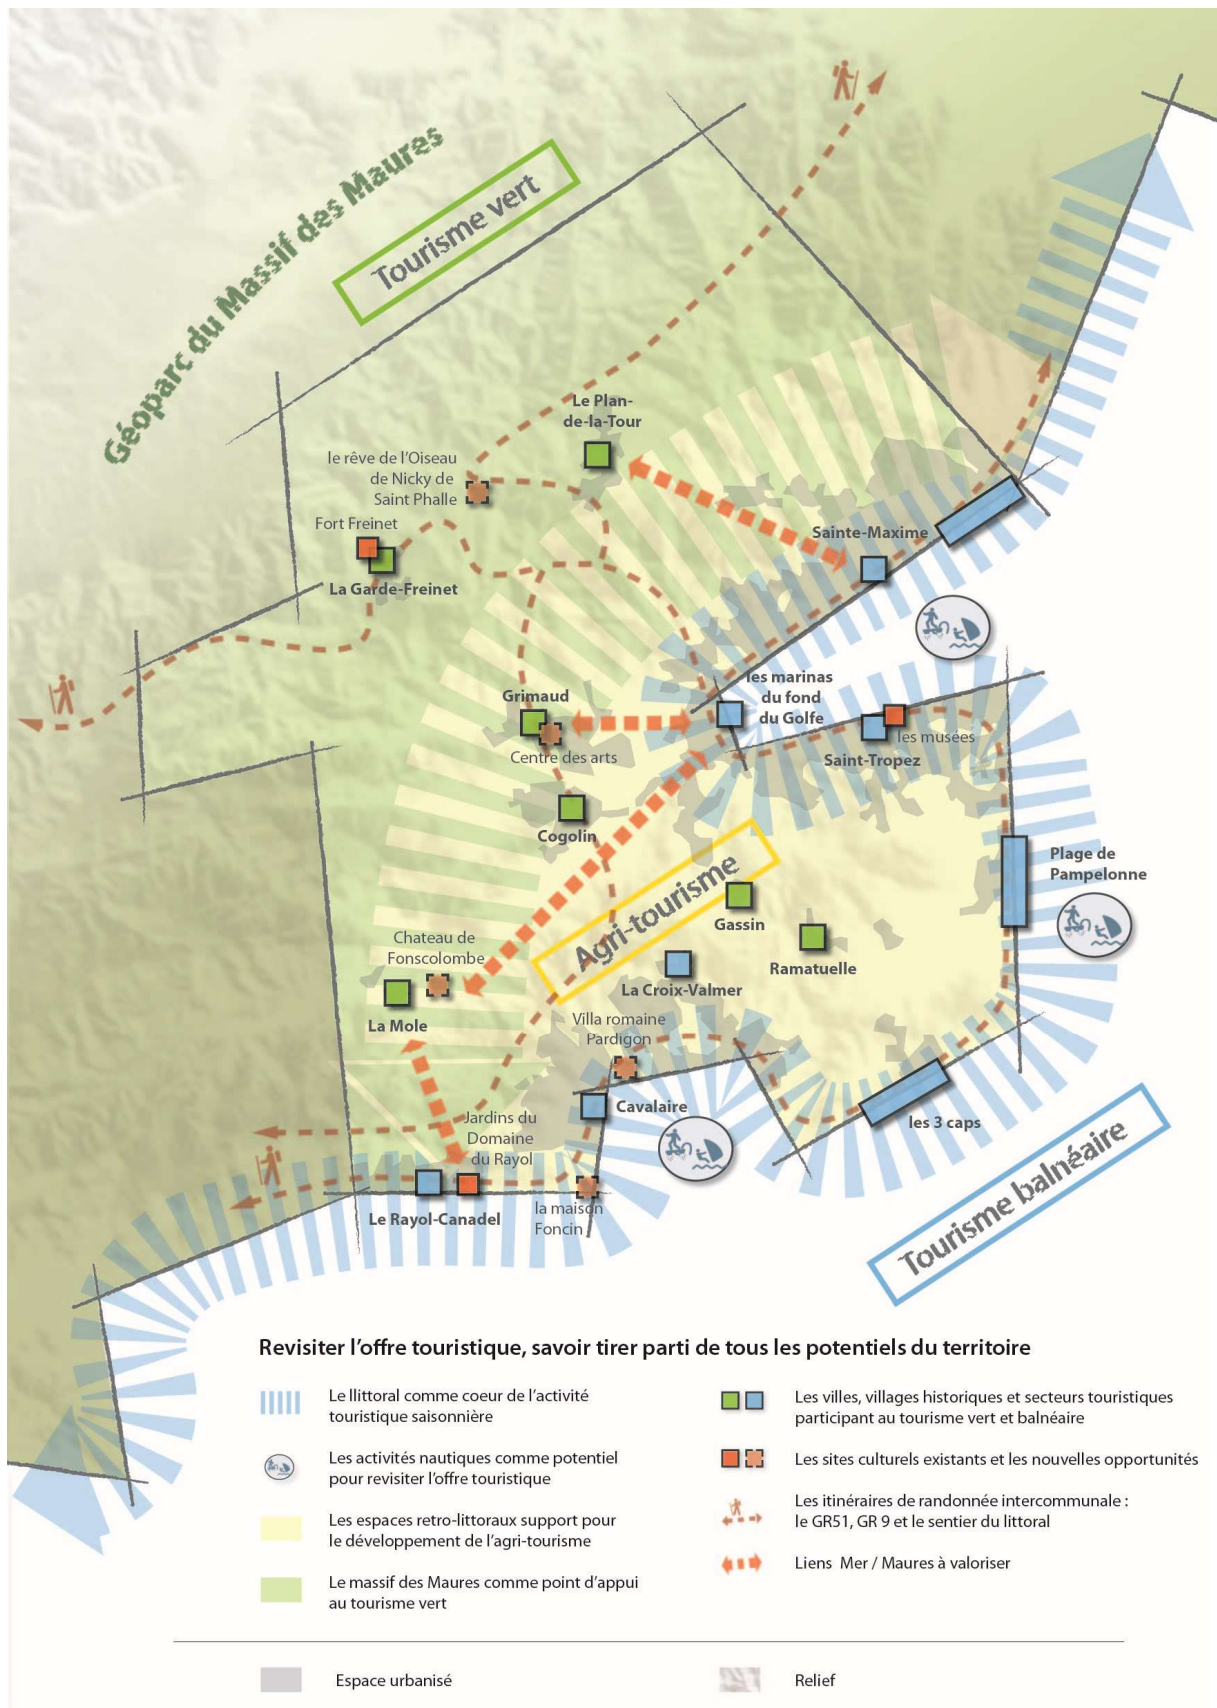 Géoparc du Massif des Maures
Tourisme vert
Le Plan-
de-la-Tour
le rêve de l'Oiseau
de Nicky de
Saint Phalle
Fort Freinet
La Garde-Freinet
Sainte-Maxime
les marinas
du fond
du Golfe
Grimaud
Centre des arts
les musées
Saint-Tropez
Cogolin
Plage de
Pampelonne
Agri-tourisme
Gassin
Ramatuelle
Chateau de
Fonscolombe
La Croix-Valmer
La Mole
Villa romaine
Pardigon
Cavalaire
les 3 caps
Jardins du
Domaine
du Rayol
Le Rayol-Canadel
la maison
Foncin
Tourisme balnéaire
Revisiter l'offre touristique, savoir tirer parti de tous les potentiels du territoire
Le llittoral comme coeur de l'activité
touristique saisonnière
Les activités nautiques comme potentiel
pour revisiter l'offre touristique
Les espaces retro-littoraux support pour
le développement de l'agri-tourisme
Le massif des Maures comme point d'appui
au tourisme vert
Les villes, villages historiques et secteurs touristiques
participant au tourisme vert et balnéaire
Les sites culturels existants et les nouvelles opportunités
Les itinéraires de randonnée intercommunale :
le GR51, GR 9 et le sentier du littoral
Liens Mer / Maures à valoriser
Espace urbanisé
Relief